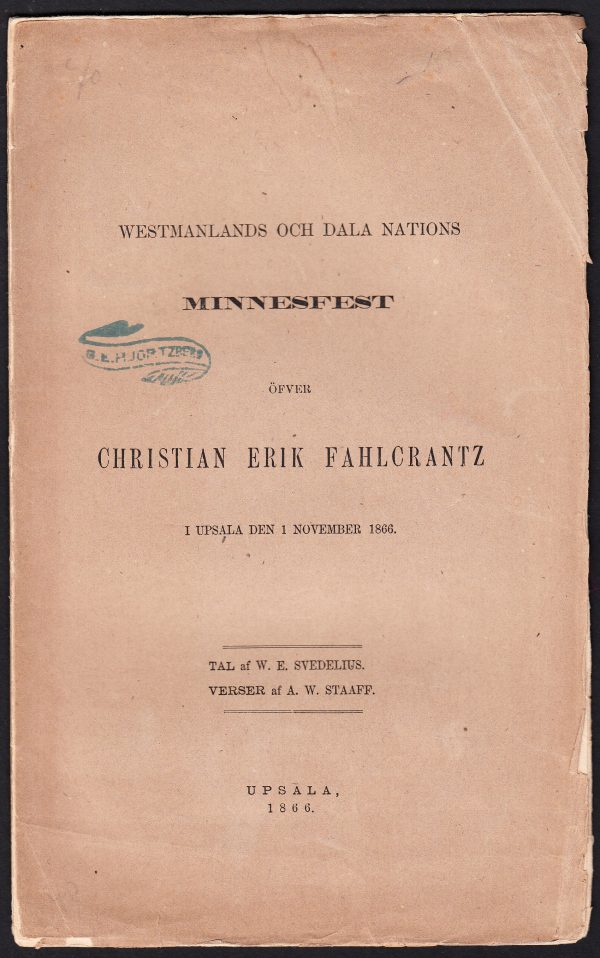 WESTMANLANDS OCH DALA NATIONS
MINNESFEST
ÖFVER
CHRISTIAN ERIK FAHLCRANTZ
I UPSALA DEN 1 NOVEMBER 1866.
TAL af W. E. SVEDELIUS.
VERSER af A. W. STAAFF.
UPSALA,
1866.